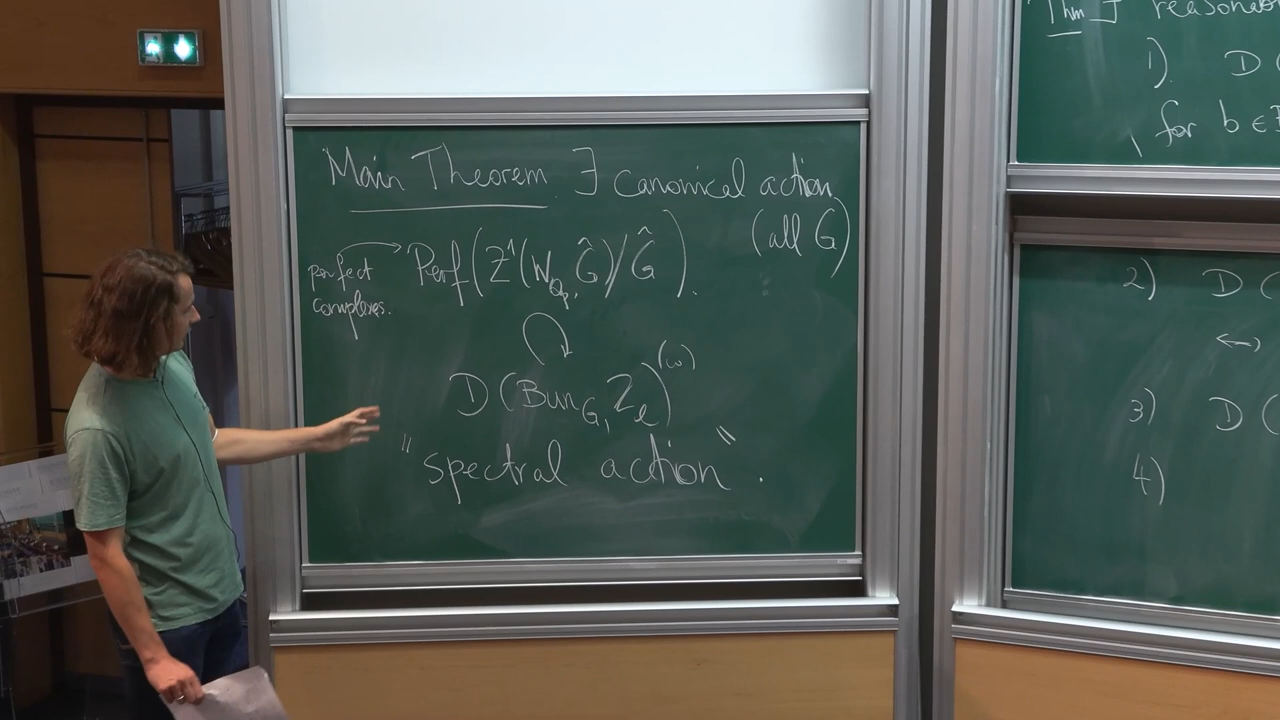 Main Theorem ∃ canonical action
(all G)
perfect complexes. → Perf(Z¹(W_{Q_p}, Ĝ)/Ĝ).
↷
D(Bun_G, Z_ℓ)^{(ω)}
"spectral action".
Thm ∃
1). D(
for b ∈
2) D(
↔
3) D(
4)